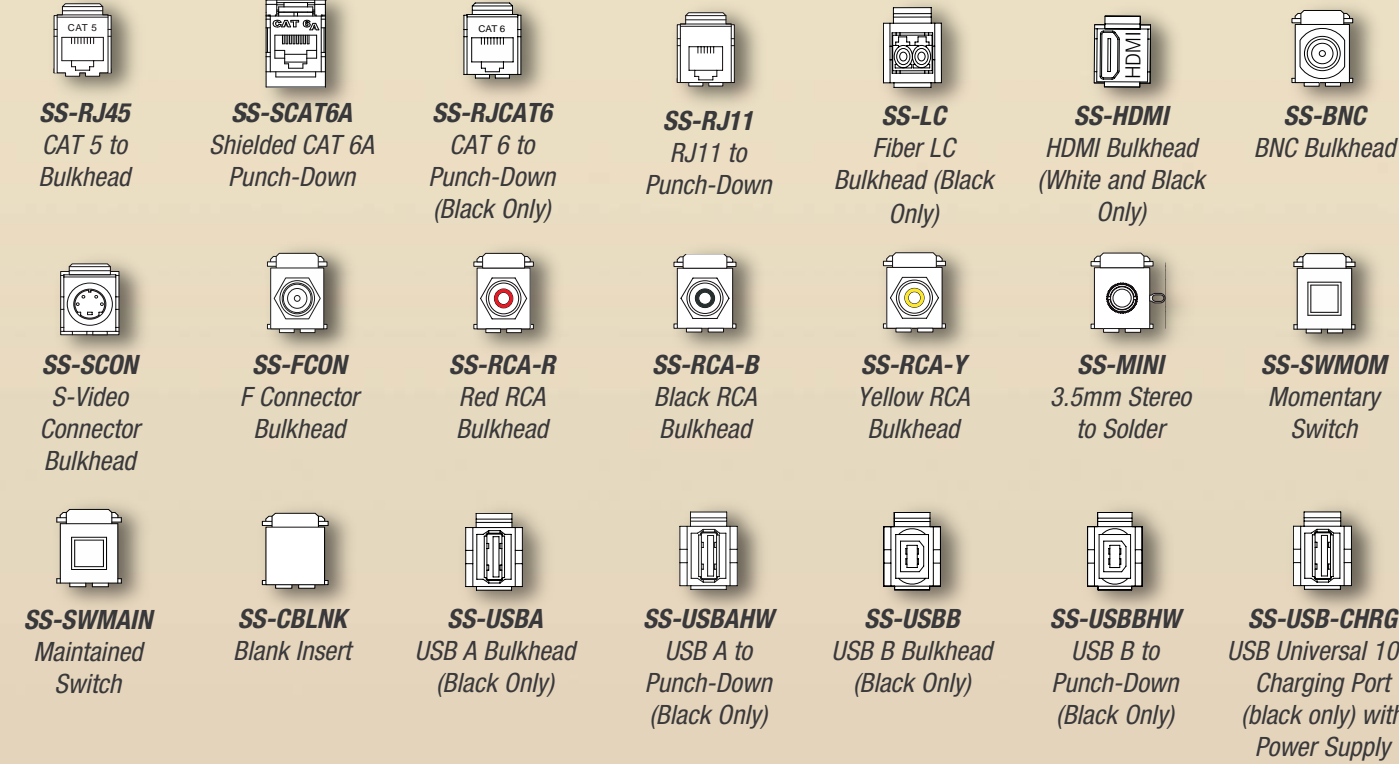 CAT 5
SS-RJ45
CAT 5 to
Bulkhead
CAT 6A
SS-SCAT6A
Shielded CAT 6A
Punch-Down
CAT 6
SS-RJCAT6
CAT 6 to
Punch-Down
(Black Only)
SS-RJ11
RJ11 to
Punch-Down
SS-LC
Fiber LC
Bulkhead (Black
Only)
HDMI
SS-HDMI
HDMI Bulkhead
(White and Black
Only)
SS-BNC
BNC Bulkhead
SS-SCON
S-Video
Connector
Bulkhead
SS-FCON
F Connector
Bulkhead
SS-RCA-R
Red RCA
Bulkhead
SS-RCA-B
Black RCA
Bulkhead
SS-RCA-Y
Yellow RCA
Bulkhead
SS-MINI
3.5mm Stereo
to Solder
SS-SWMOM
Momentary
Switch
SS-SWMAIN
Maintained
Switch
SS-CBLNK
Blank Insert
SS-USBA
USB A Bulkhead
(Black Only)
SS-USBAHW
USB A to
Punch-Down
(Black Only)
SS-USBB
USB B Bulkhead
(Black Only)
SS-USBBHW
USB B to
Punch-Down
(Black Only)
SS-USB-CHRG
USB Universal
Charging Port
(black only) with
Power Supply